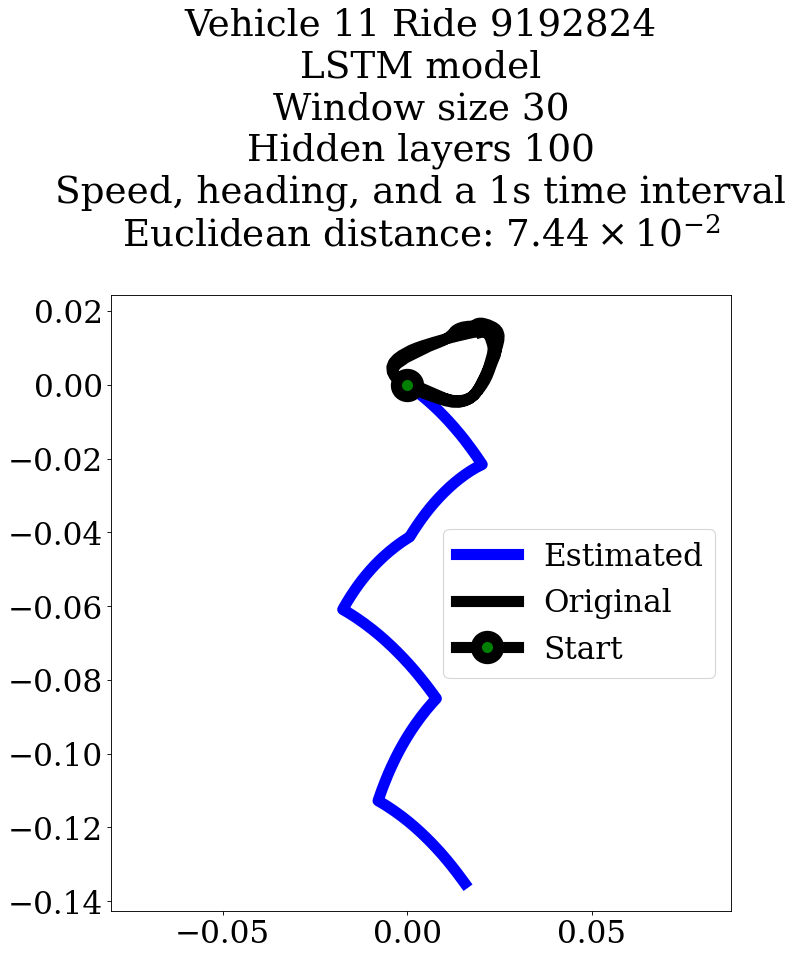 Vehicle 11 Ride 9192824
LSTM model
Window size 30
Hidden layers 100
Speed, heading, and a 1s time interval
Euclidean distance: 7.44 × 10⁻²
0.02
0.00
−0.02
−0.04
−0.06
−0.08
−0.10
−0.12
−0.14
Estimated
Original
Start
−0.05
0.00
0.05